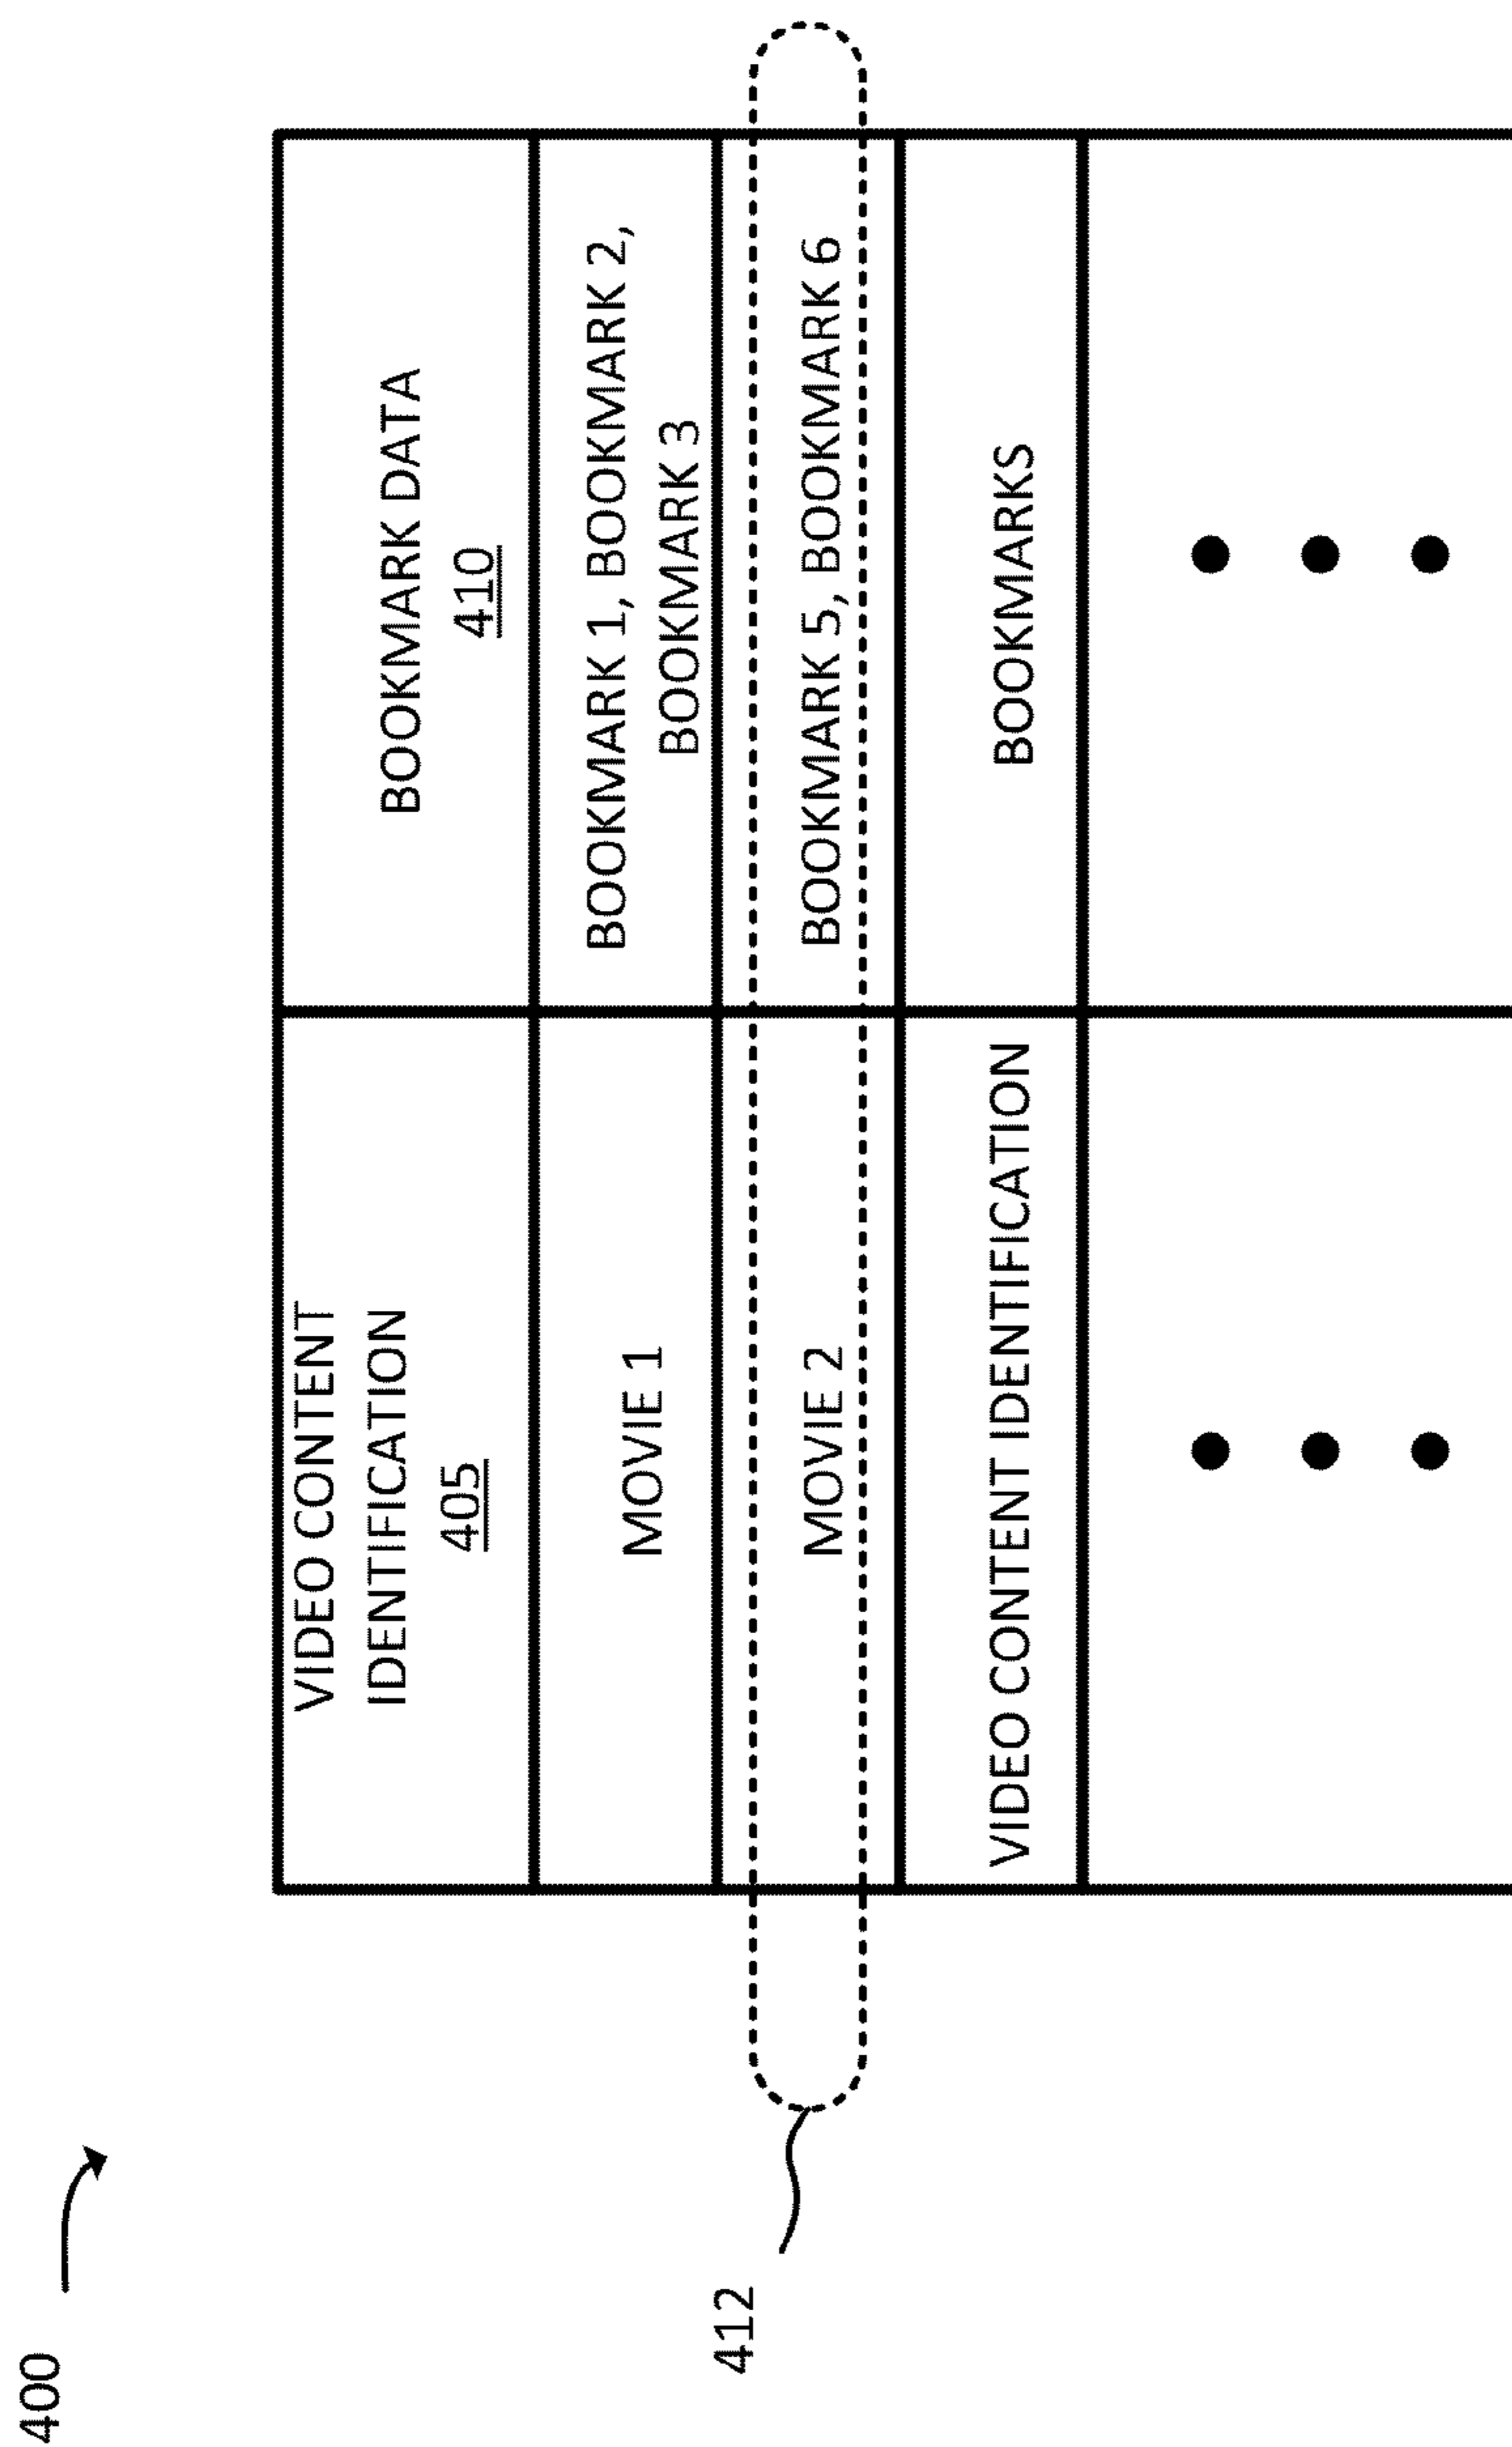 400
VIDEO CONTENT
IDENTIFICATION
405
BOOKMARK DATA
410
MOVIE 1
BOOKMARK 1, BOOKMARK 2,
BOOKMARK 3
412
MOVIE 2
BOOKMARK 5, BOOKMARK 6
VIDEO CONTENT IDENTIFICATION
BOOKMARKS